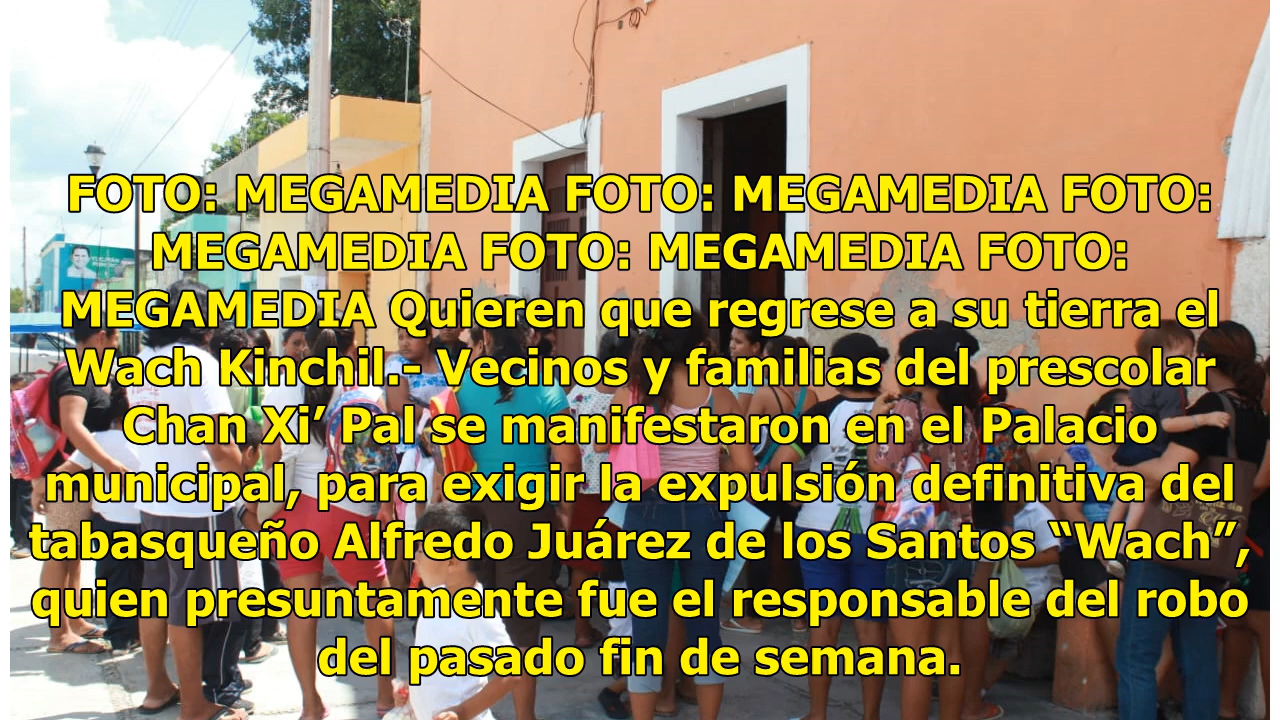 FOTO: MEGAMEDIA FOTO: MEGAMEDIA FOTO:
MEGAMEDIA FOTO: MEGAMEDIA FOTO:
MEGAMEDIA Quieren que regrese a su tierra el
Wach Kinchil.- Vecinos y familias del prescolar
Chan Xi’ Pal se manifestaron en el Palacio
municipal, para exigir la expulsión definitiva del
tabasqueño Alfredo Juárez de los Santos “Wach”,
quien presuntamente fue el responsable del robo
del pasado fin de semana.